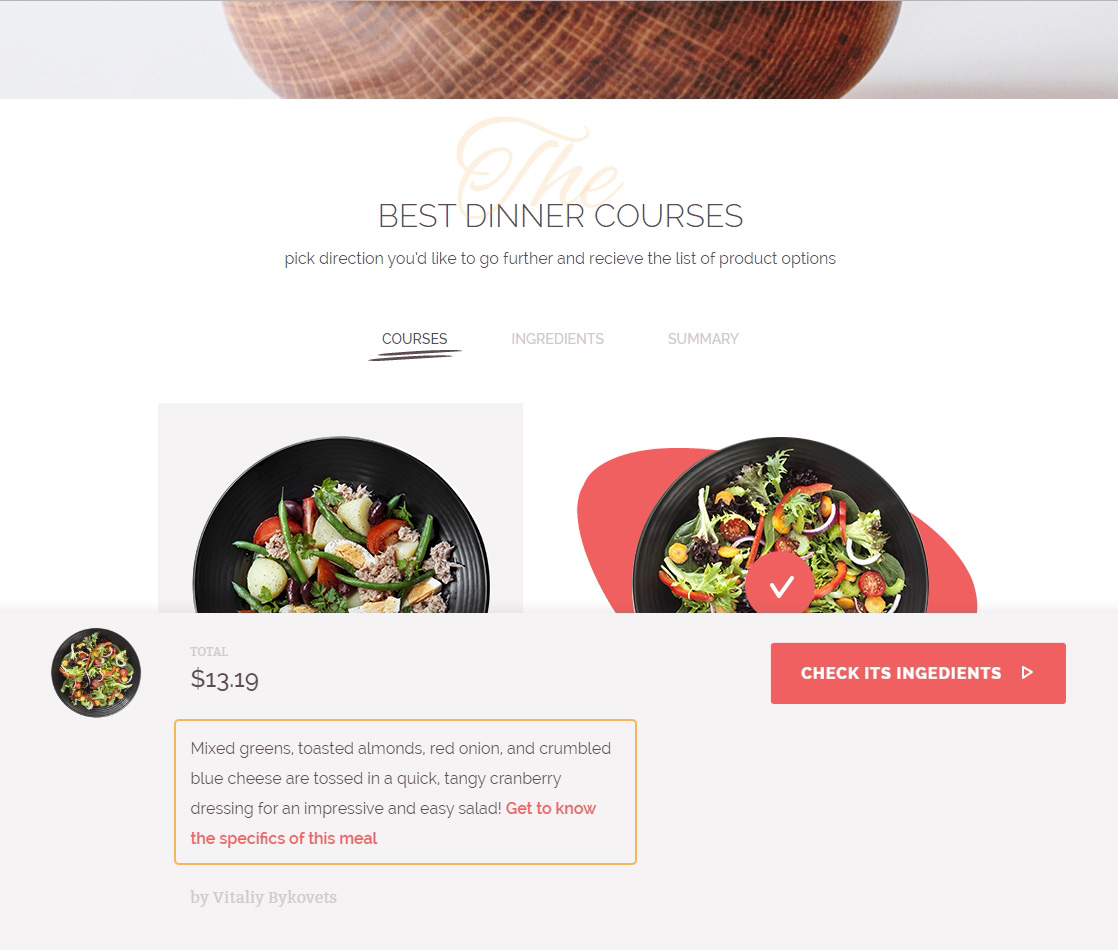 The
BEST DINNER COURSES
pick direction you'd like to go further and recieve the list of product options
COURSES INGREDIENTS SUMMARY
TOTAL
$13.19
CHECK ITS INGEDIENTS
Mixed greens, toasted almonds, red onion, and crumbled
blue cheese are tossed in a quick, tangy cranberry
dressing for an impressive and easy salad! Get to know
the specifics of this meal
by Vitaliy Bykovets